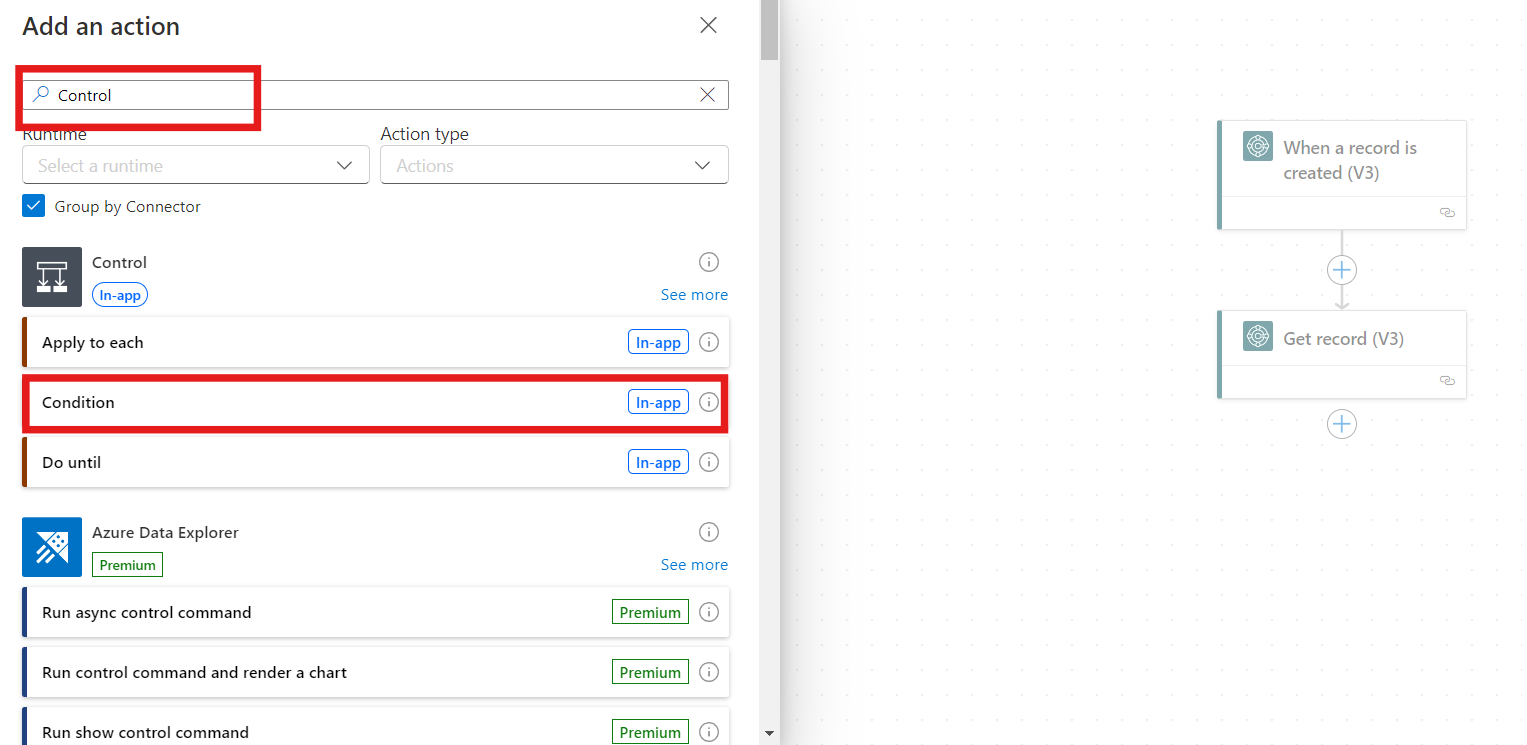 Add an action
Control
Runtime
Action type
Select a runtime
Actions
Group by Connector
Control
In-app
See more
Apply to each
In-app
Condition
In-app
Do until
In-app
Azure Data Explorer
Premium
See more
Run async control command
Premium
Run control command and render a chart
Premium
Run show control command
Premium
When a record is
created (V3)
Get record (V3)